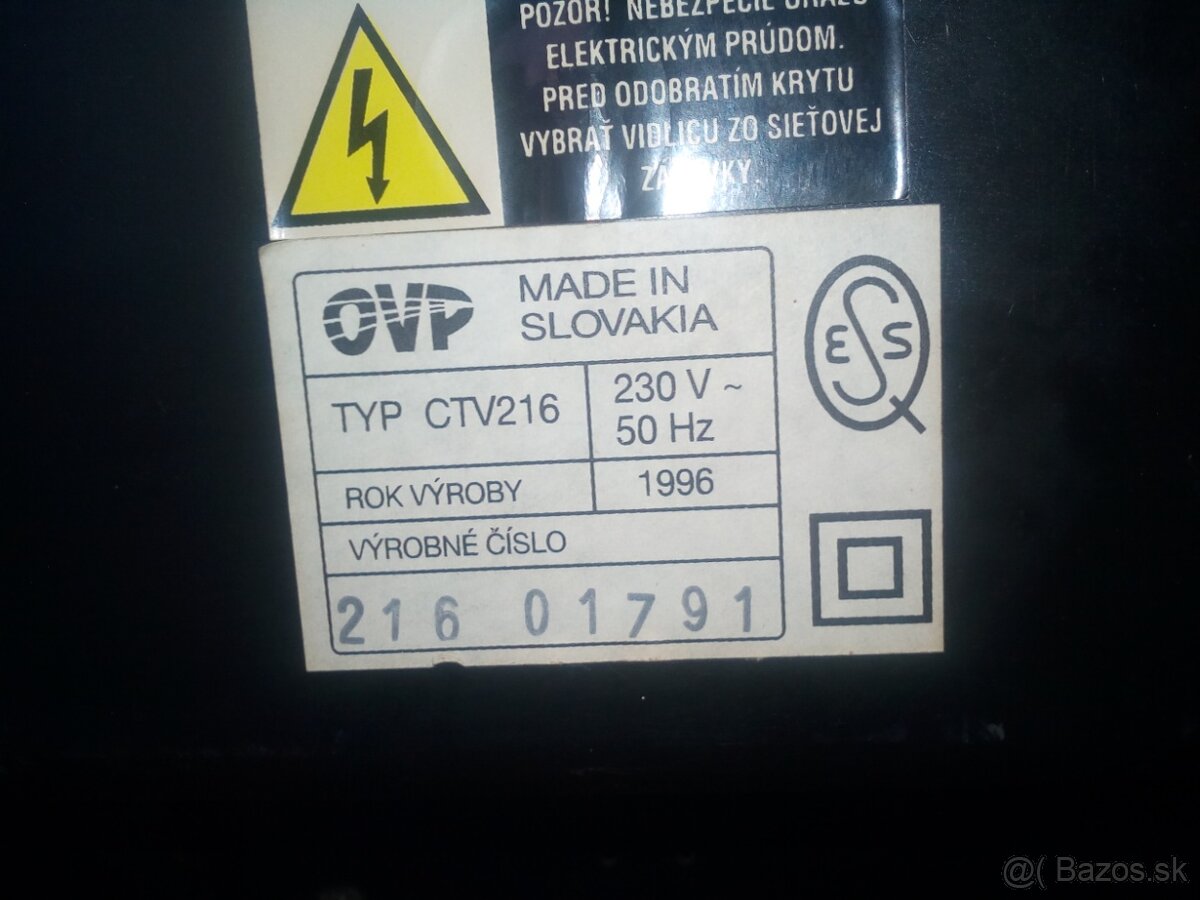 POZOR! NEBEZPEČIE ÚRAZU
ELEKTRICKÝM PRÚDOM.
PRED ODOBRATÍM KRYTU
VYBRAŤ VIDLICU ZO SIEŤOVEJ
OVP
MADE IN
SLOVAKIA
TYP CTV216
230 V ~
50 Hz
ROK VÝROBY
1996
VÝROBNÉ ČÍSLO
216 01791
ESS
@( Bazos.sk